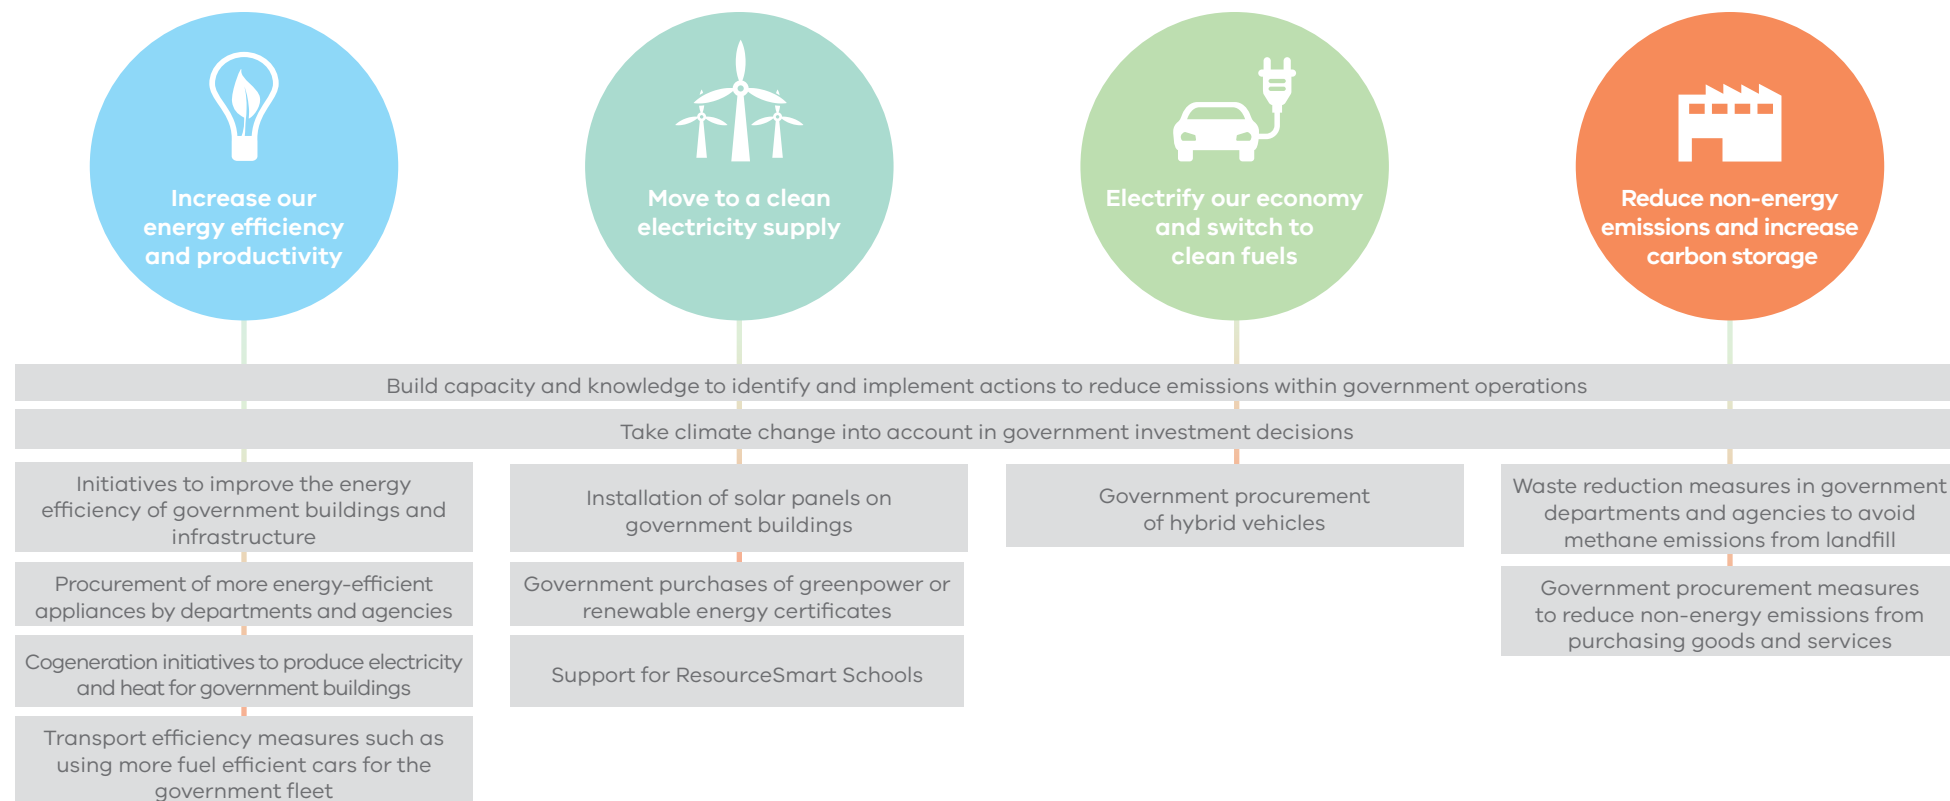 Increase our
energy efficiency
and productivity
Move to a clean
electricity supply
Electrify our economy
and switch to
clean fuels
Reduce non-energy
emissions and increase
carbon storage
Build capacity and knowledge to identify and implement actions to reduce emissions within government operations
Take climate change into account in government investment decisions
Initiatives to improve the energy
efficiency of government buildings and
infrastructure
Procurement of more energy-efficient
appliances by departments and agencies
Cogeneration initiatives to produce electricity
and heat for government buildings
Transport efficiency measures such as
using more fuel efficient cars for the
government fleet
Installation of solar panels on
government buildings
Government purchases of greenpower or
renewable energy certificates
Support for ResourceSmart Schools
Government procurement
of hybrid vehicles
Waste reduction measures in government
departments and agencies to avoid
methane emissions from landfill
Government procurement measures
to reduce non-energy emissions from
purchasing goods and services